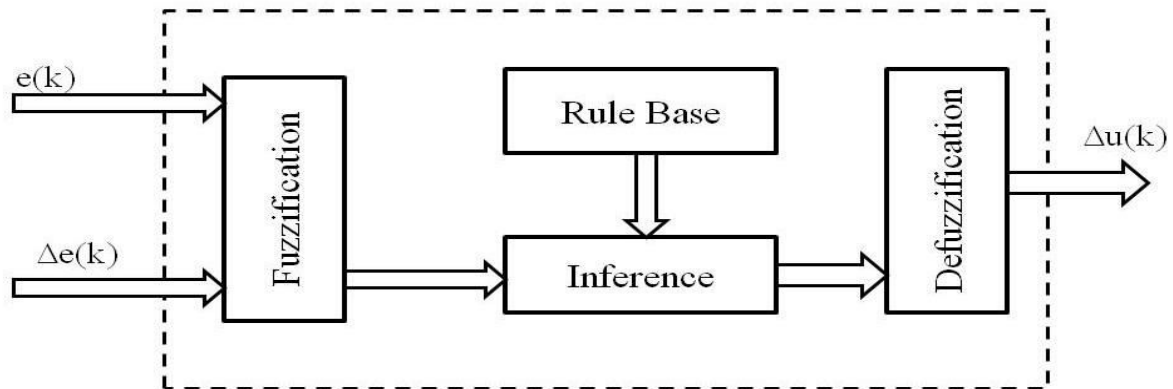 e(k)
Δe(k)
Fuzzification
Rule Base
Inference
Defuzzification
Δu(k)